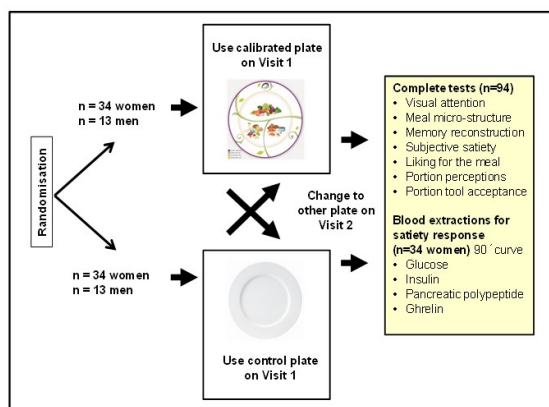 Randomisation
n = 34 women
n = 13 men
n = 34 women
n = 13 men
Use calibrated plate
on Visit 1
Change to
other plate on
Visit 2
Use control plate
on Visit 1
Complete tests (n=94)
• Visual attention
• Meal micro-structure
• Memory reconstruction
• Subjective satiety
• Liking for the meal
• Portion perceptions
• Portion tool acceptance
Blood extractions for
satiety response
(n=34 women) 90´curve
• Glucose
• Insulin
• Pancreatic polypeptide
• Ghrelin